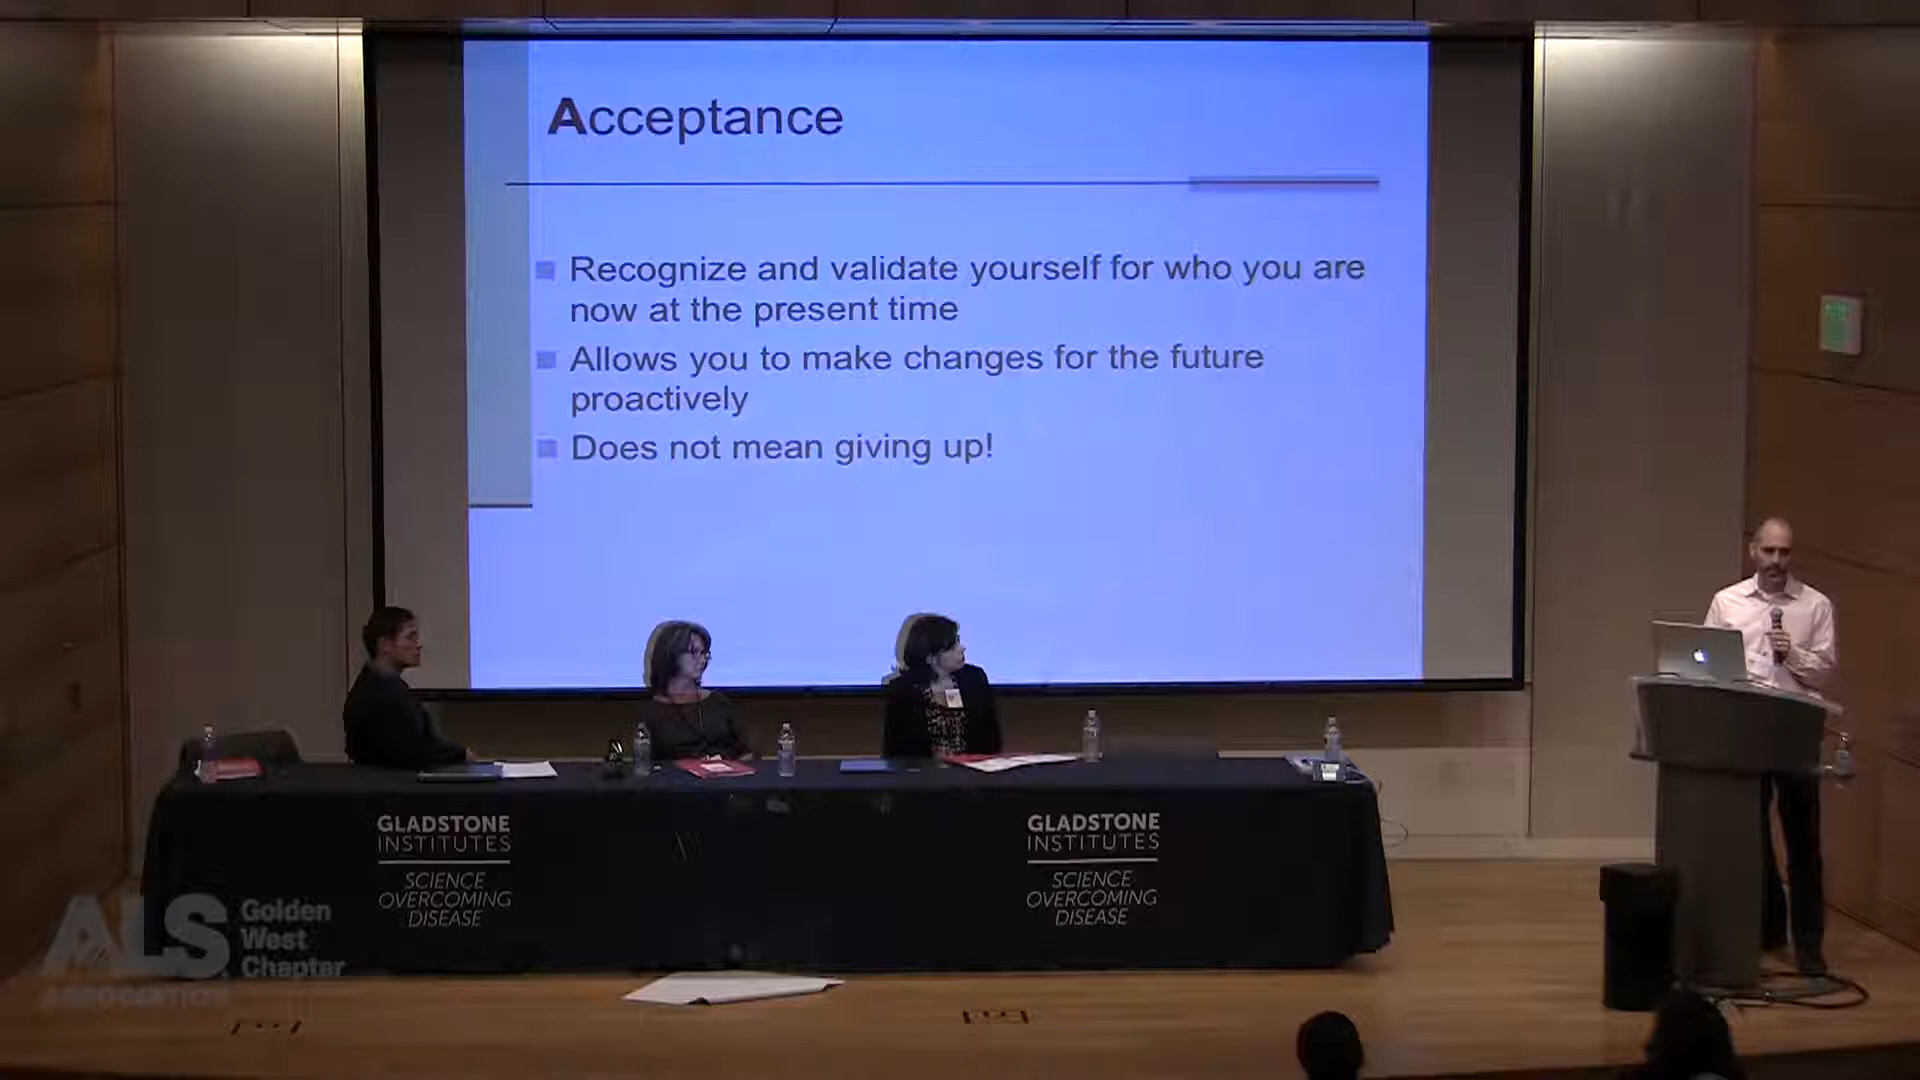 Acceptance
Recognize and validate yourself for who you are
now at the present time
Allows you to make changes for the future
proactively
Does not mean giving up!
GLADSTONE
INSTITUTES
SCIENCE
OVERCOMING
DISEASE
GLADSTONE
INSTITUTES
SCIENCE
OVERCOMING
DISEASE
ALS
ASSOCIATION
Golden
West
Chapter